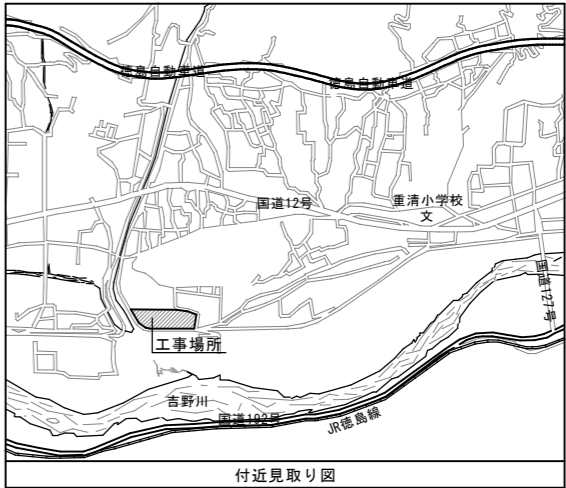 徳島自動車道
徳島自動車道
国道12号
重清小学校
文
国道127号
工事場所
吉野川
国道192号
JR徳島線
付近見取り図